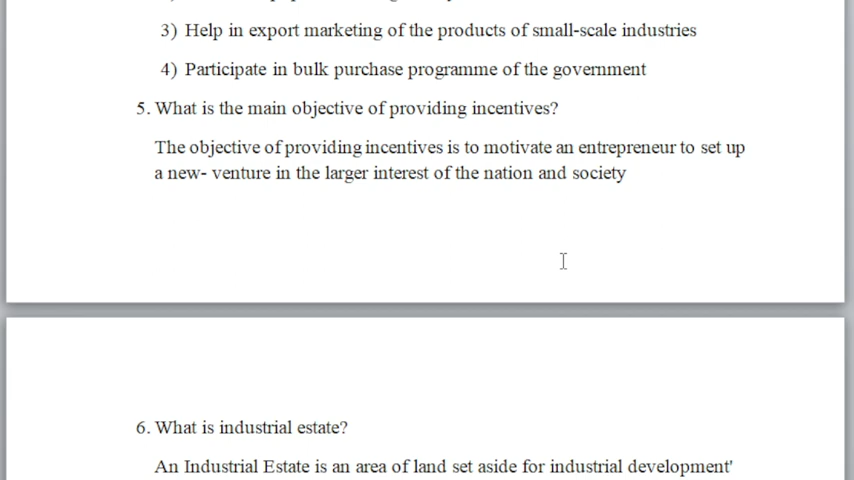 3) Help in export marketing of the products of small-scale industries
4) Participate in bulk purchase programme of the government
5. What is the main objective of providing incentives?
The objective of providing incentives is to motivate an entrepreneur to set up
a new- venture in the larger interest of the nation and society
6. What is industrial estate?
An Industrial Estate is an area of land set aside for industrial development'